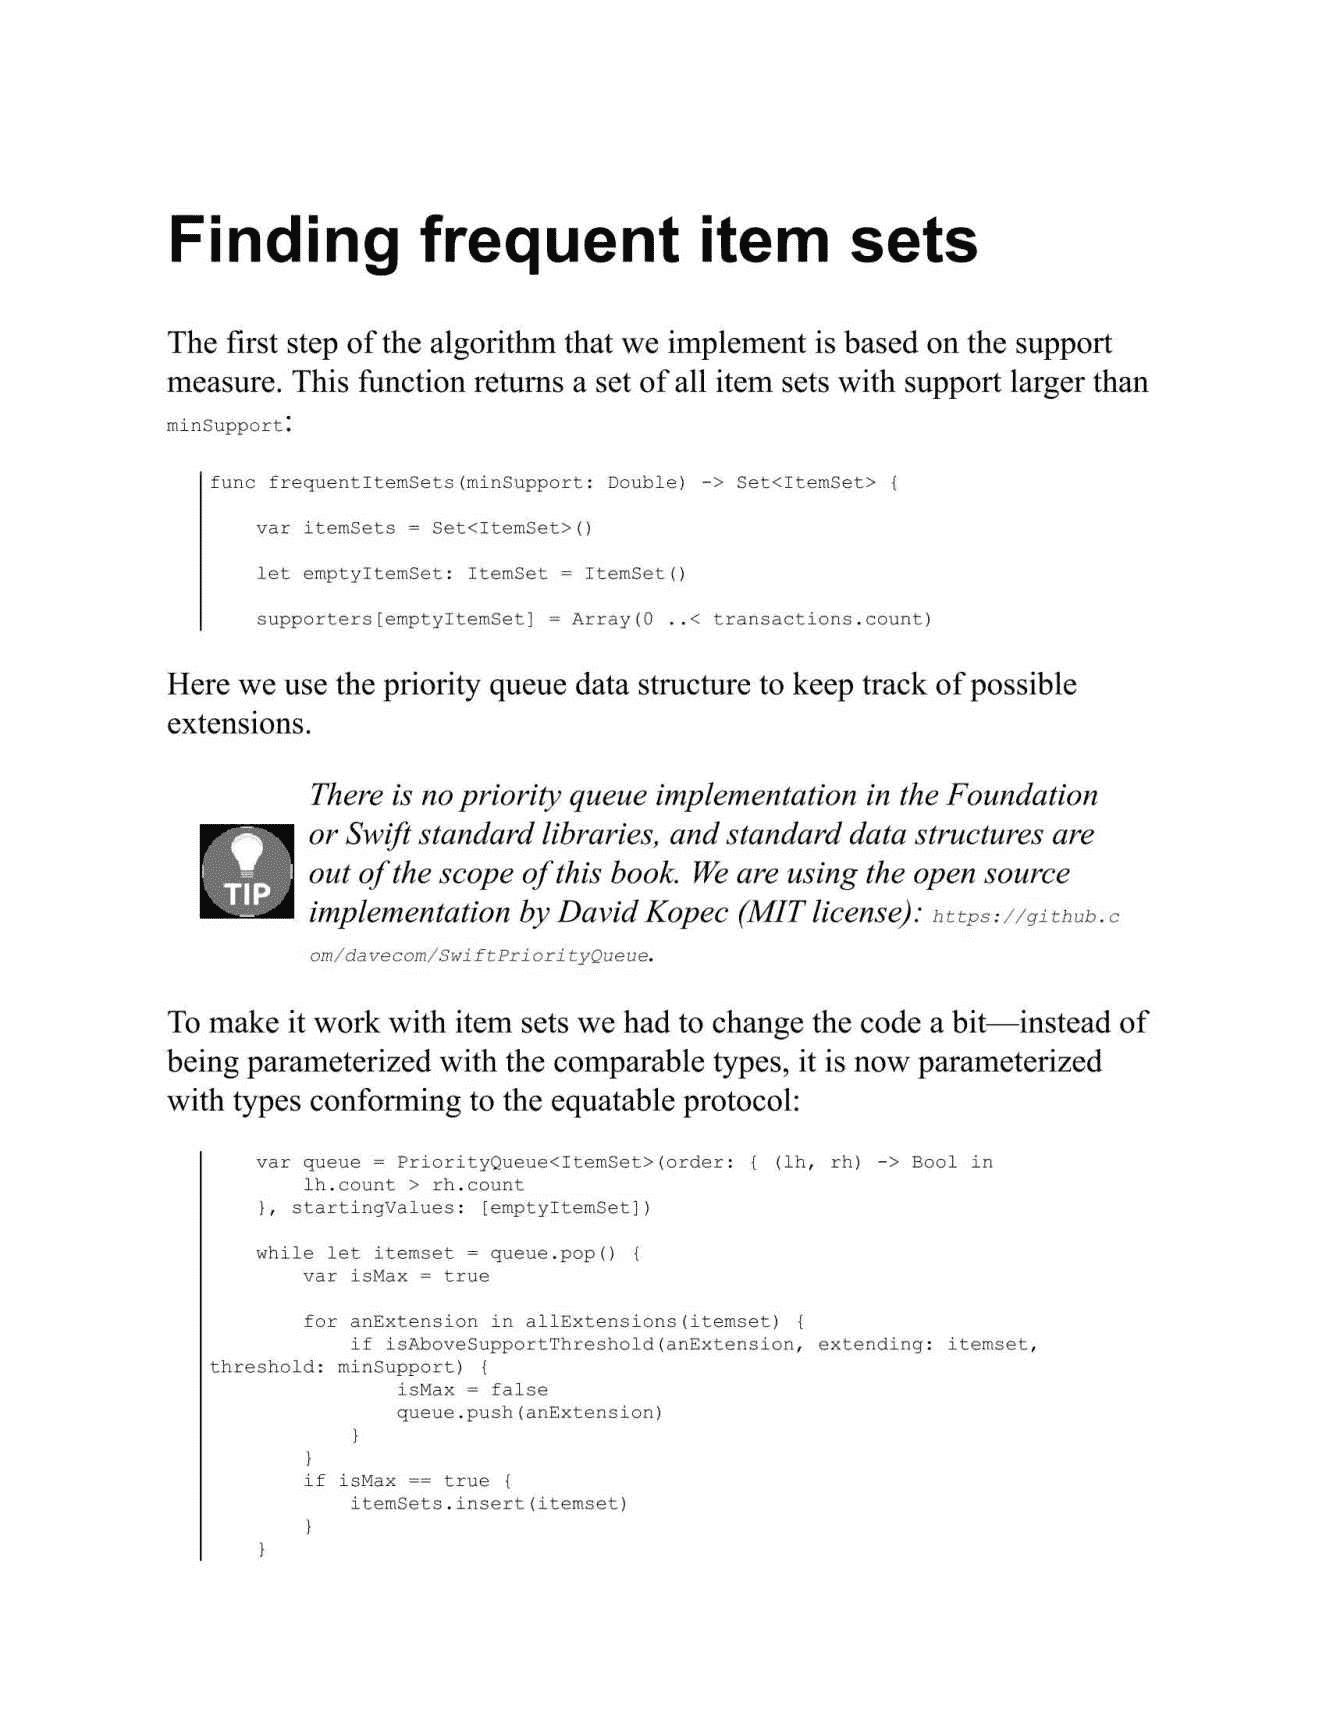 Finding frequent item sets
The first step of the algorithm that we implement is based on the support
measure. This function returns a set of all item sets with support larger than
minSupport:
func frequentItemSets(minSupport: Double) -> Set<ItemSet> {
    var itemSets = Set<ItemSet>()
    let emptyItemSet: ItemSet = ItemSet()
    supporters[emptyItemSet] = Array(0 ..< transactions.count)
Here we use the priority queue data structure to keep track of possible
extensions.
There is no priority queue implementation in the Foundation
or Swift standard libraries, and standard data structures are
TIP
out of the scope of this book. We are using the open source
implementation by David Kopec (MIT license): https://github.c
om/davecom/SwiftPriorityQueue.
To make it work with item sets we had to change the code a bit—instead of
being parameterized with the comparable types, it is now parameterized
with types conforming to the equatable protocol:
    var queue = PriorityQueue<ItemSet>(order: { (lh, rh) -> Bool in
        lh.count > rh.count
    }, startingValues: [emptyItemSet])
    while let itemset = queue.pop() {
        var isMax = true
        for anExtension in allExtensions(itemset) {
            if isAboveSupportThreshold(anExtension, extending: itemset,
threshold: minSupport) {
                isMax = false
                queue.push(anExtension)
            }
        }
        if isMax == true {
            itemSets.insert(itemset)
        }
    }